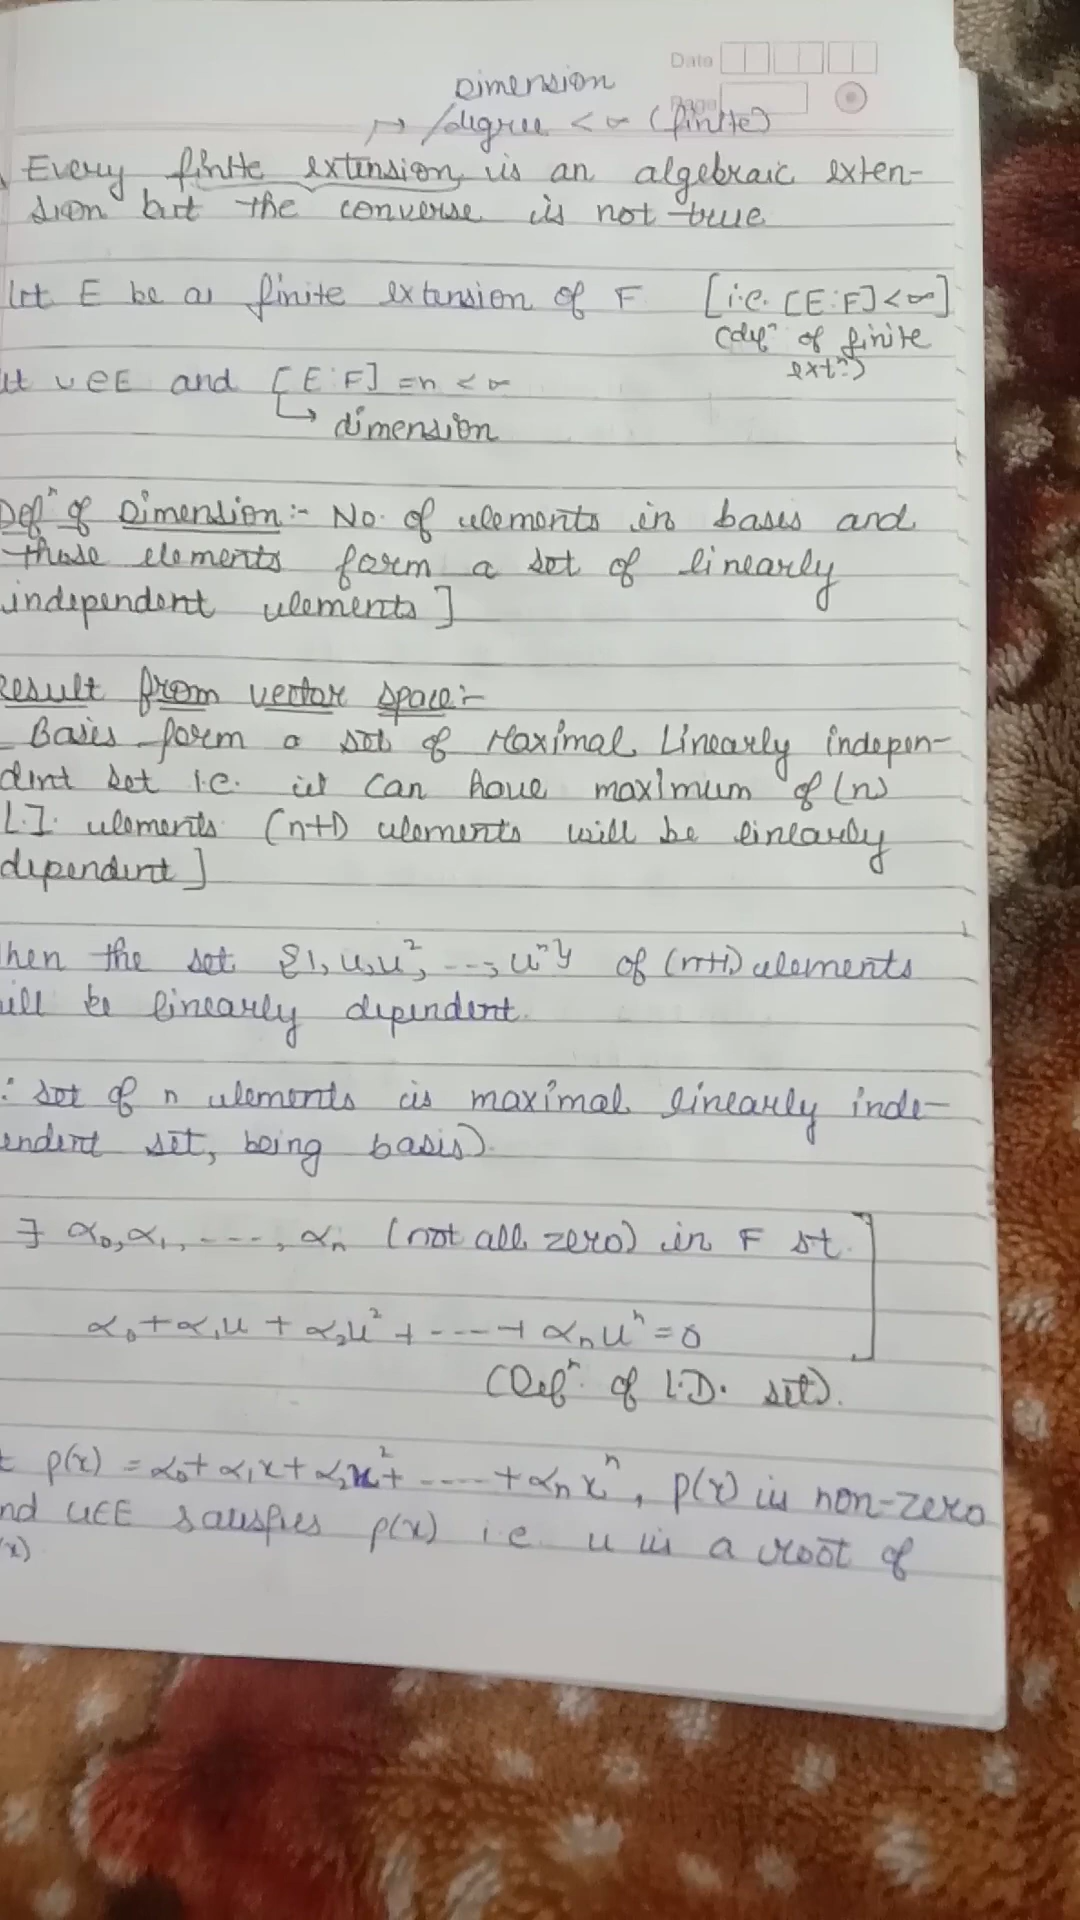 Date
Page
Dimension
↦ /degree < ∞ (finite)
Every finite extension is an algebraic exten-
sion but the converse is not true
Let E be a finite extension of F [i.e. [E:F] < ∞]
(defⁿ of finite
extⁿ)
u ∈ E and [E:F] = n < ∞
↳ dimension
Defⁿ of Dimension:- No. of elements in basis and
those elements form a set of linearly
independent elements]
Result from vector space:-
Basis form a set of Maximal Linearly indepen-
dent set i.e. it can have maximum of (n)
L.I. elements (n+1) elements will be linearly
dependent]
hen the set {1, u, u², ---, uⁿ} of (n+1) elements
ill be linearly dependent.
∵ set of n elements is maximal linearly inde-
endent set, being basis).
∃ α₀, α₁, ----, αₙ (not all zero) in F st.
α₀ + α₁u + α₂u² + ---- + αₙuⁿ = 0
(Defⁿ of L.D. set).
t p(x) = α₀ + α₁x + α₂x² + ---- + αₙxⁿ, p(x) is non-zero
nd u∈E satisfies p(x) i.e. u is a root of
x)